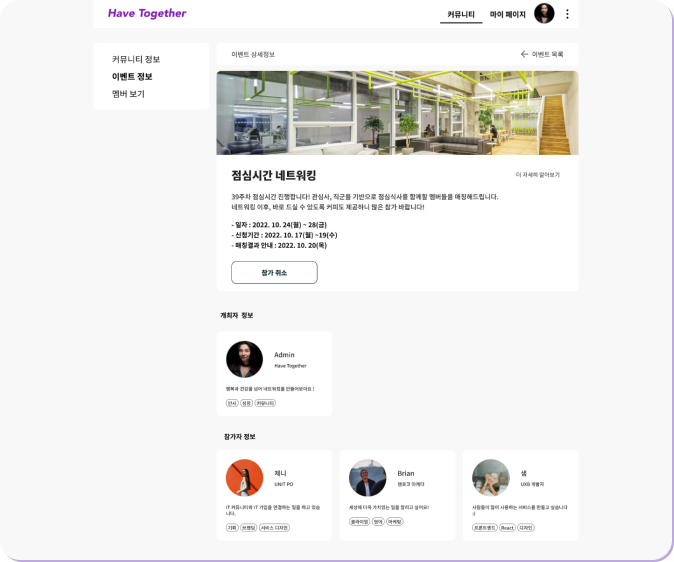 Have Together
커뮤니티
마이 페이지
커뮤니티 정보
이벤트 정보
멤버 보기
이벤트 상세정보
← 이벤트 목록
점심시간 네트워킹
더 자세히 알아보기
39주차 점심시간 진행합니다! 관심사, 직군을 기반으로 점심식사를 함께할 멤버들을 매칭해드립니다.
네트워킹 이후, 바로 드실 수 있도록 커피도 제공하니 많은 참가 바랍니다!
- 일자 : 2022. 10. 24(월) ~ 28(금)
- 신청기간 : 2022. 10. 17(월) ~19(수)
- 매칭결과 안내 : 2022. 10. 20(목)
참가 취소
개최자 정보
Admin
Have Together
행복과 건강을 넘어 네트워킹을 만들어보아요 !
인사
성장
커뮤니티
참가자 정보
제니
UNIT PO
IT 커뮤니티와 IT 기업을 연결하는 일을 하고 있습
니다.
기획
브랜딩
서비스 디자인
Brian
세상에 더욱 가치있는 일을 알리고 싶어요!
클라이밍
영어
마케팅
샘
UXB 개발자
사람들이 많이 사용하는 서비스를 만들고 싶습니다
:)
프론트엔드
React
디자인